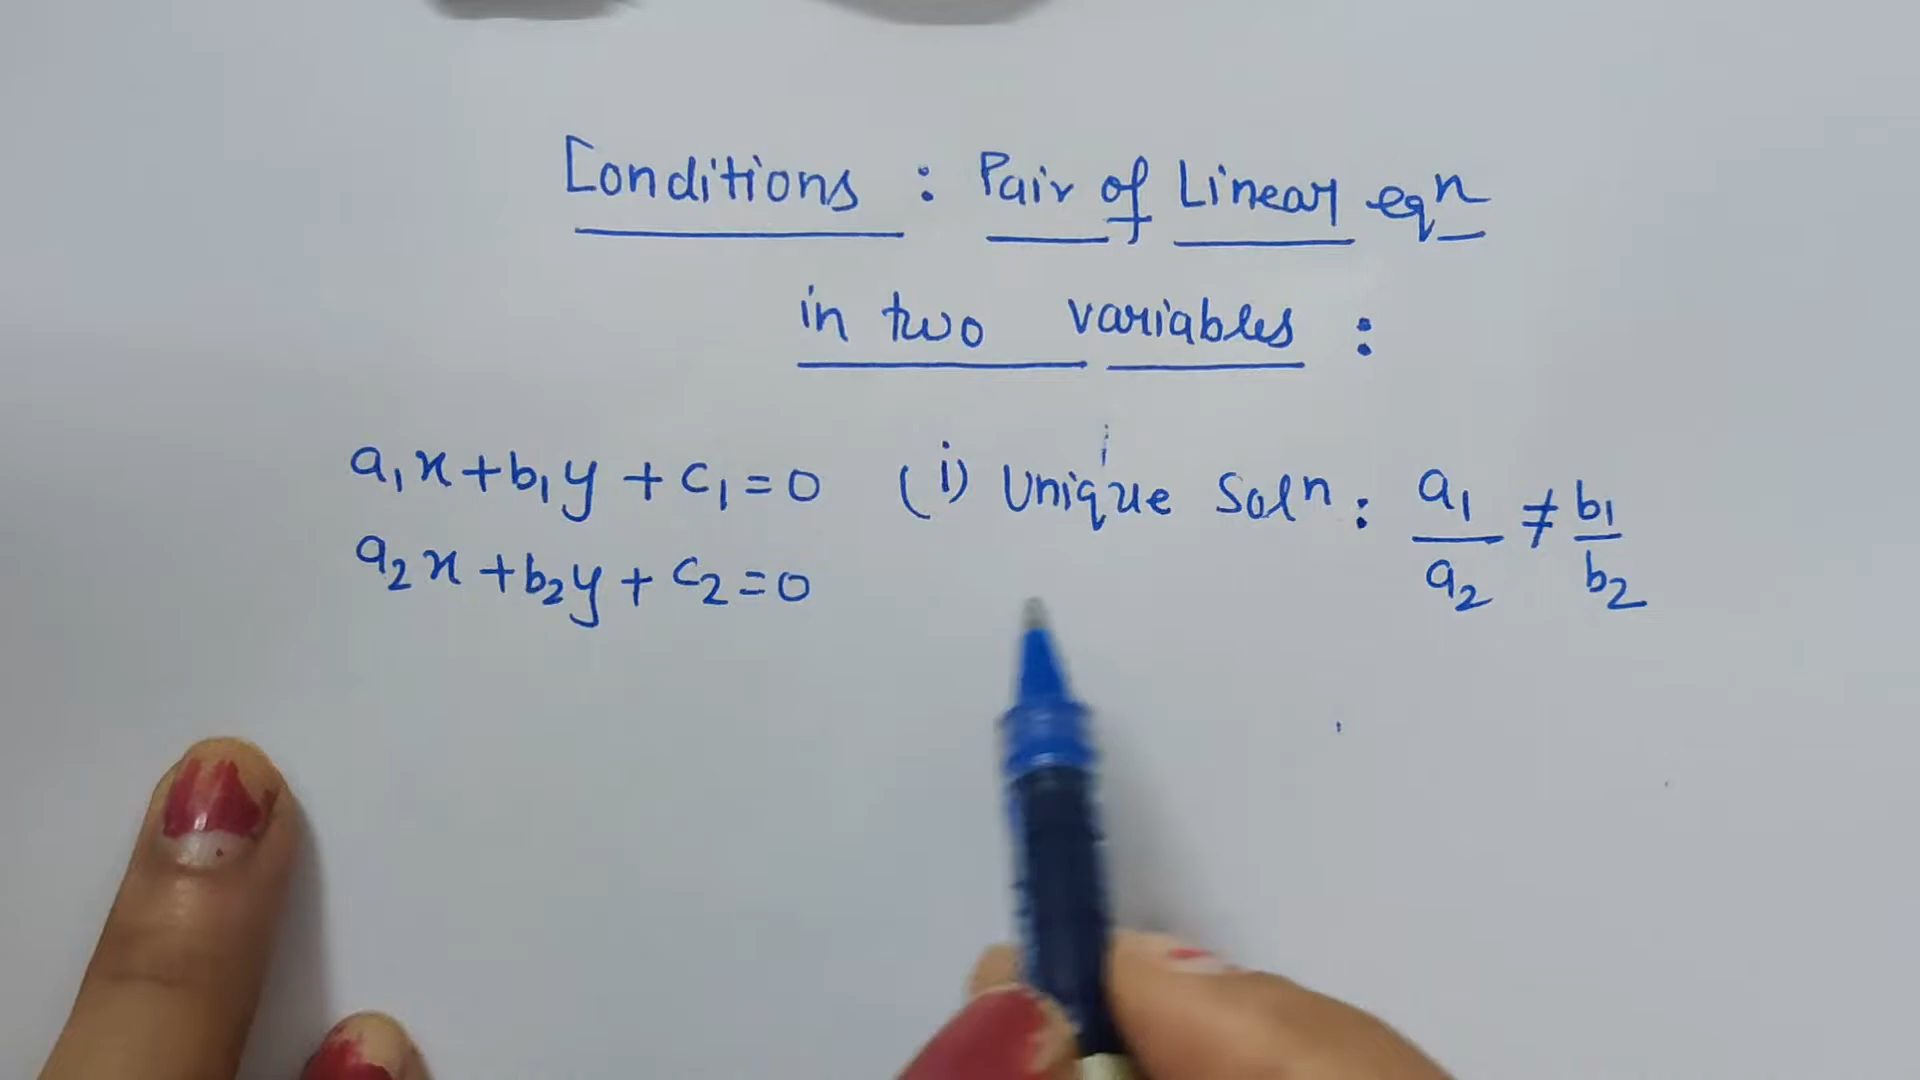 Conditions : Pair of Linear eqⁿ
in two variables :
a₁x+b₁y+c₁=0 (i) Unique Solⁿ: a₁/a₂ ≠ b₁/b₂
a₂x+b₂y+c₂=0